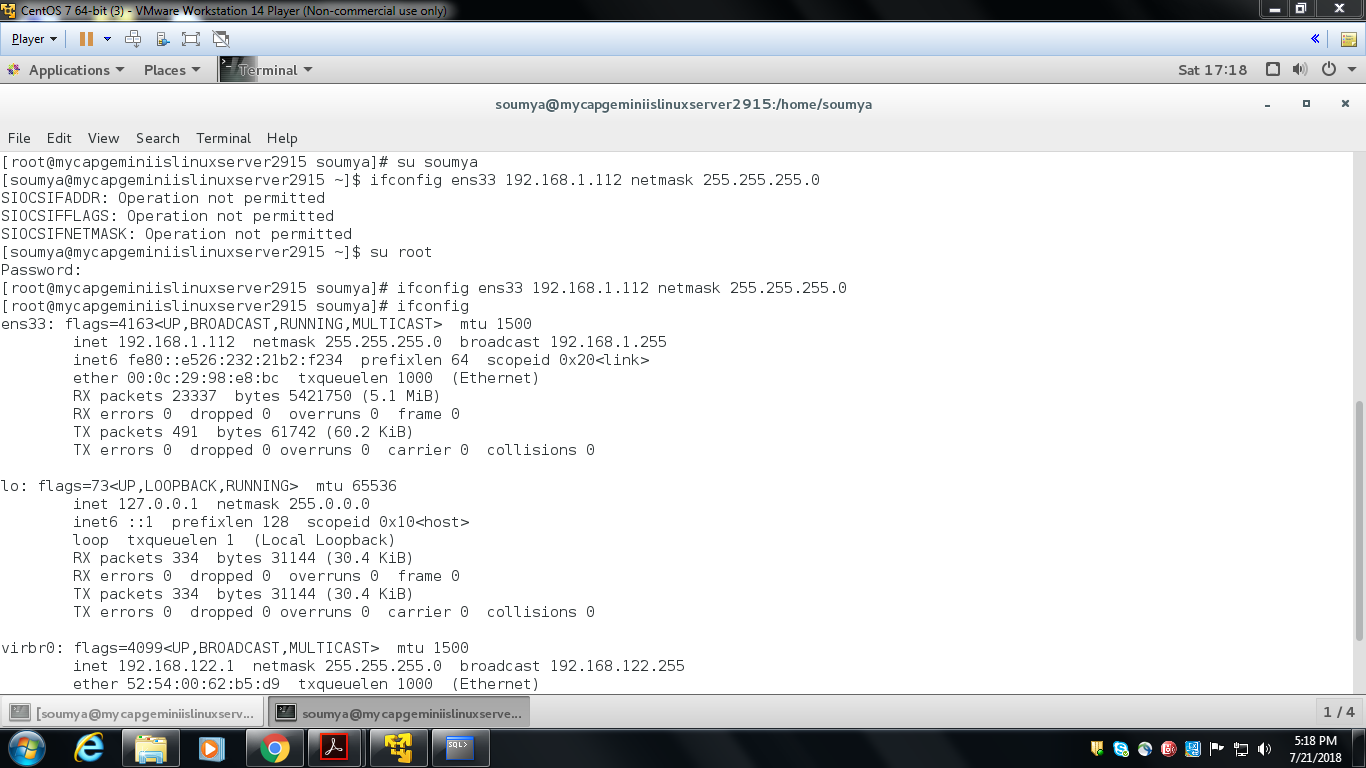 CentOS 7 64-bit (3) - VMware Workstation 14 Player (Non-commercial use only)
Player
Applications Places Terminal Sat 17:18
soumya@mycapgeminiislinuxserver2915:/home/soumya
File Edit View Search Terminal Help
[root@mycapgeminiislinuxserver2915 soumya]# su soumya
[soumya@mycapgeminiislinuxserver2915 ~]$ ifconfig ens33 192.168.1.112 netmask 255.255.255.0
SIOCSIFADDR: Operation not permitted
SIOCSIFFLAGS: Operation not permitted
SIOCSIFNETMASK: Operation not permitted
[soumya@mycapgeminiislinuxserver2915 ~]$ su root
Password:
[root@mycapgeminiislinuxserver2915 soumya]# ifconfig ens33 192.168.1.112 netmask 255.255.255.0
[root@mycapgeminiislinuxserver2915 soumya]# ifconfig
ens33: flags=4163<UP,BROADCAST,RUNNING,MULTICAST>  mtu 1500
        inet 192.168.1.112  netmask 255.255.255.0  broadcast 192.168.1.255
        inet6 fe80::e526:232:21b2:f234  prefixlen 64  scopeid 0x20<link>
        ether 00:0c:29:98:e8:bc  txqueuelen 1000  (Ethernet)
        RX packets 23337  bytes 5421750 (5.1 MiB)
        RX errors 0  dropped 0  overruns 0  frame 0
        TX packets 491  bytes 61742 (60.2 KiB)
        TX errors 0  dropped 0 overruns 0  carrier 0  collisions 0
lo: flags=73<UP,LOOPBACK,RUNNING>  mtu 65536
        inet 127.0.0.1  netmask 255.0.0.0
        inet6 ::1  prefixlen 128  scopeid 0x10<host>
        loop  txqueuelen 1  (Local Loopback)
        RX packets 334  bytes 31144 (30.4 KiB)
        RX errors 0  dropped 0  overruns 0  frame 0
        TX packets 334  bytes 31144 (30.4 KiB)
        TX errors 0  dropped 0 overruns 0  carrier 0  collisions 0
virbr0: flags=4099<UP,BROADCAST,MULTICAST>  mtu 1500
        inet 192.168.122.1  netmask 255.255.255.0  broadcast 192.168.122.255
        ether 52:54:00:62:b5:d9  txqueuelen 1000  (Ethernet)
[soumya@mycapgeminiislinuxserv... soumya@mycapgeminiislinuxserve... 1 / 4
SQL>
5:18 PM
7/21/2018